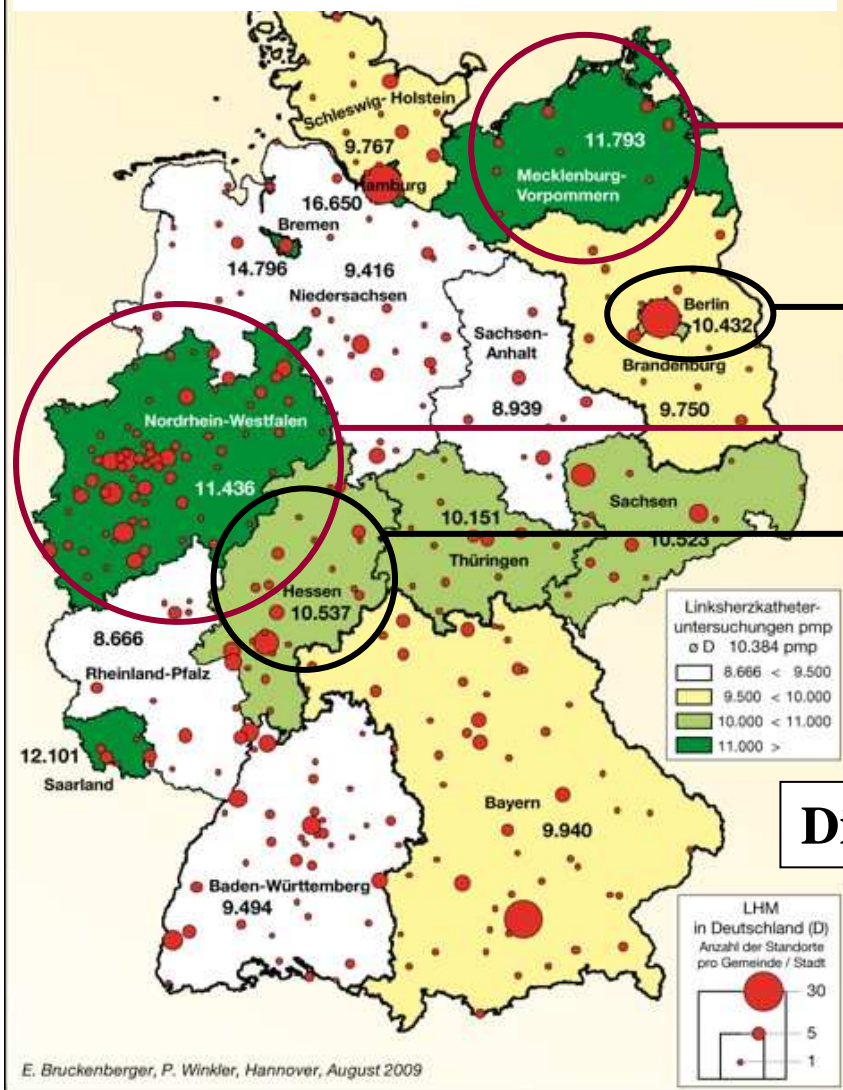 Schleswig- Holstein
9.767
11.793
Mecklenburg-
Vorpommern
Hamburg
16.650
Bremen
14.796
9.416
Niedersachsen
Berlin
10.432
Sachsen-
Anhalt
Brandenburg
8.939
9.750
Nordrhein-Westfalen
11.436
10.151
Sachsen
Thüringen
10.523
Hessen
10.537
8.666
Rheinland-Pfalz
12.101
Saarland
Bayern
9.940
Baden-Württemberg
9.494
Linksherzkatheter-
untersuchungen pmp
ø D 10.384 pmp
8.666 < 9.500
9.500 < 10.000
10.000 < 11.000
11.000 >
LHM
in Deutschland (D)
Anzahl der Standorte
pro Gemeinde / Stadt
30
5
1
E. Bruckenberger, P. Winkler, Hannover, August 2009